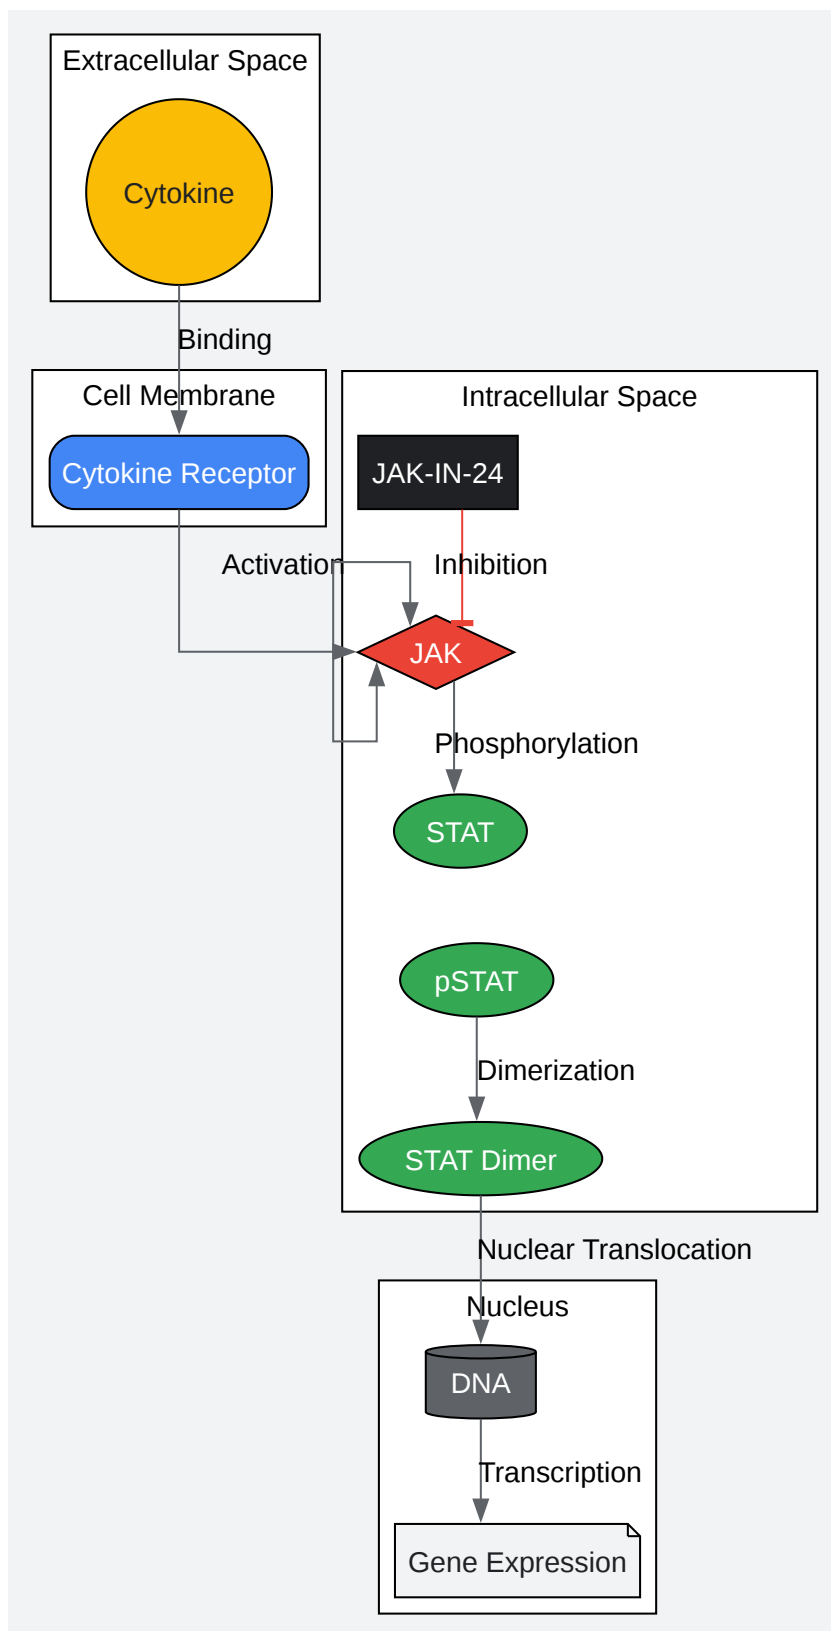 Extracellular Space
Cytokine
Binding
Cell Membrane
Cytokine Receptor
Intracellular Space
JAK-IN-24
Activation
Inhibition
JAK
Phosphorylation
STAT
pSTAT
Dimerization
STAT Dimer
Nuclear Translocation
Nucleus
DNA
Transcription
Gene Expression